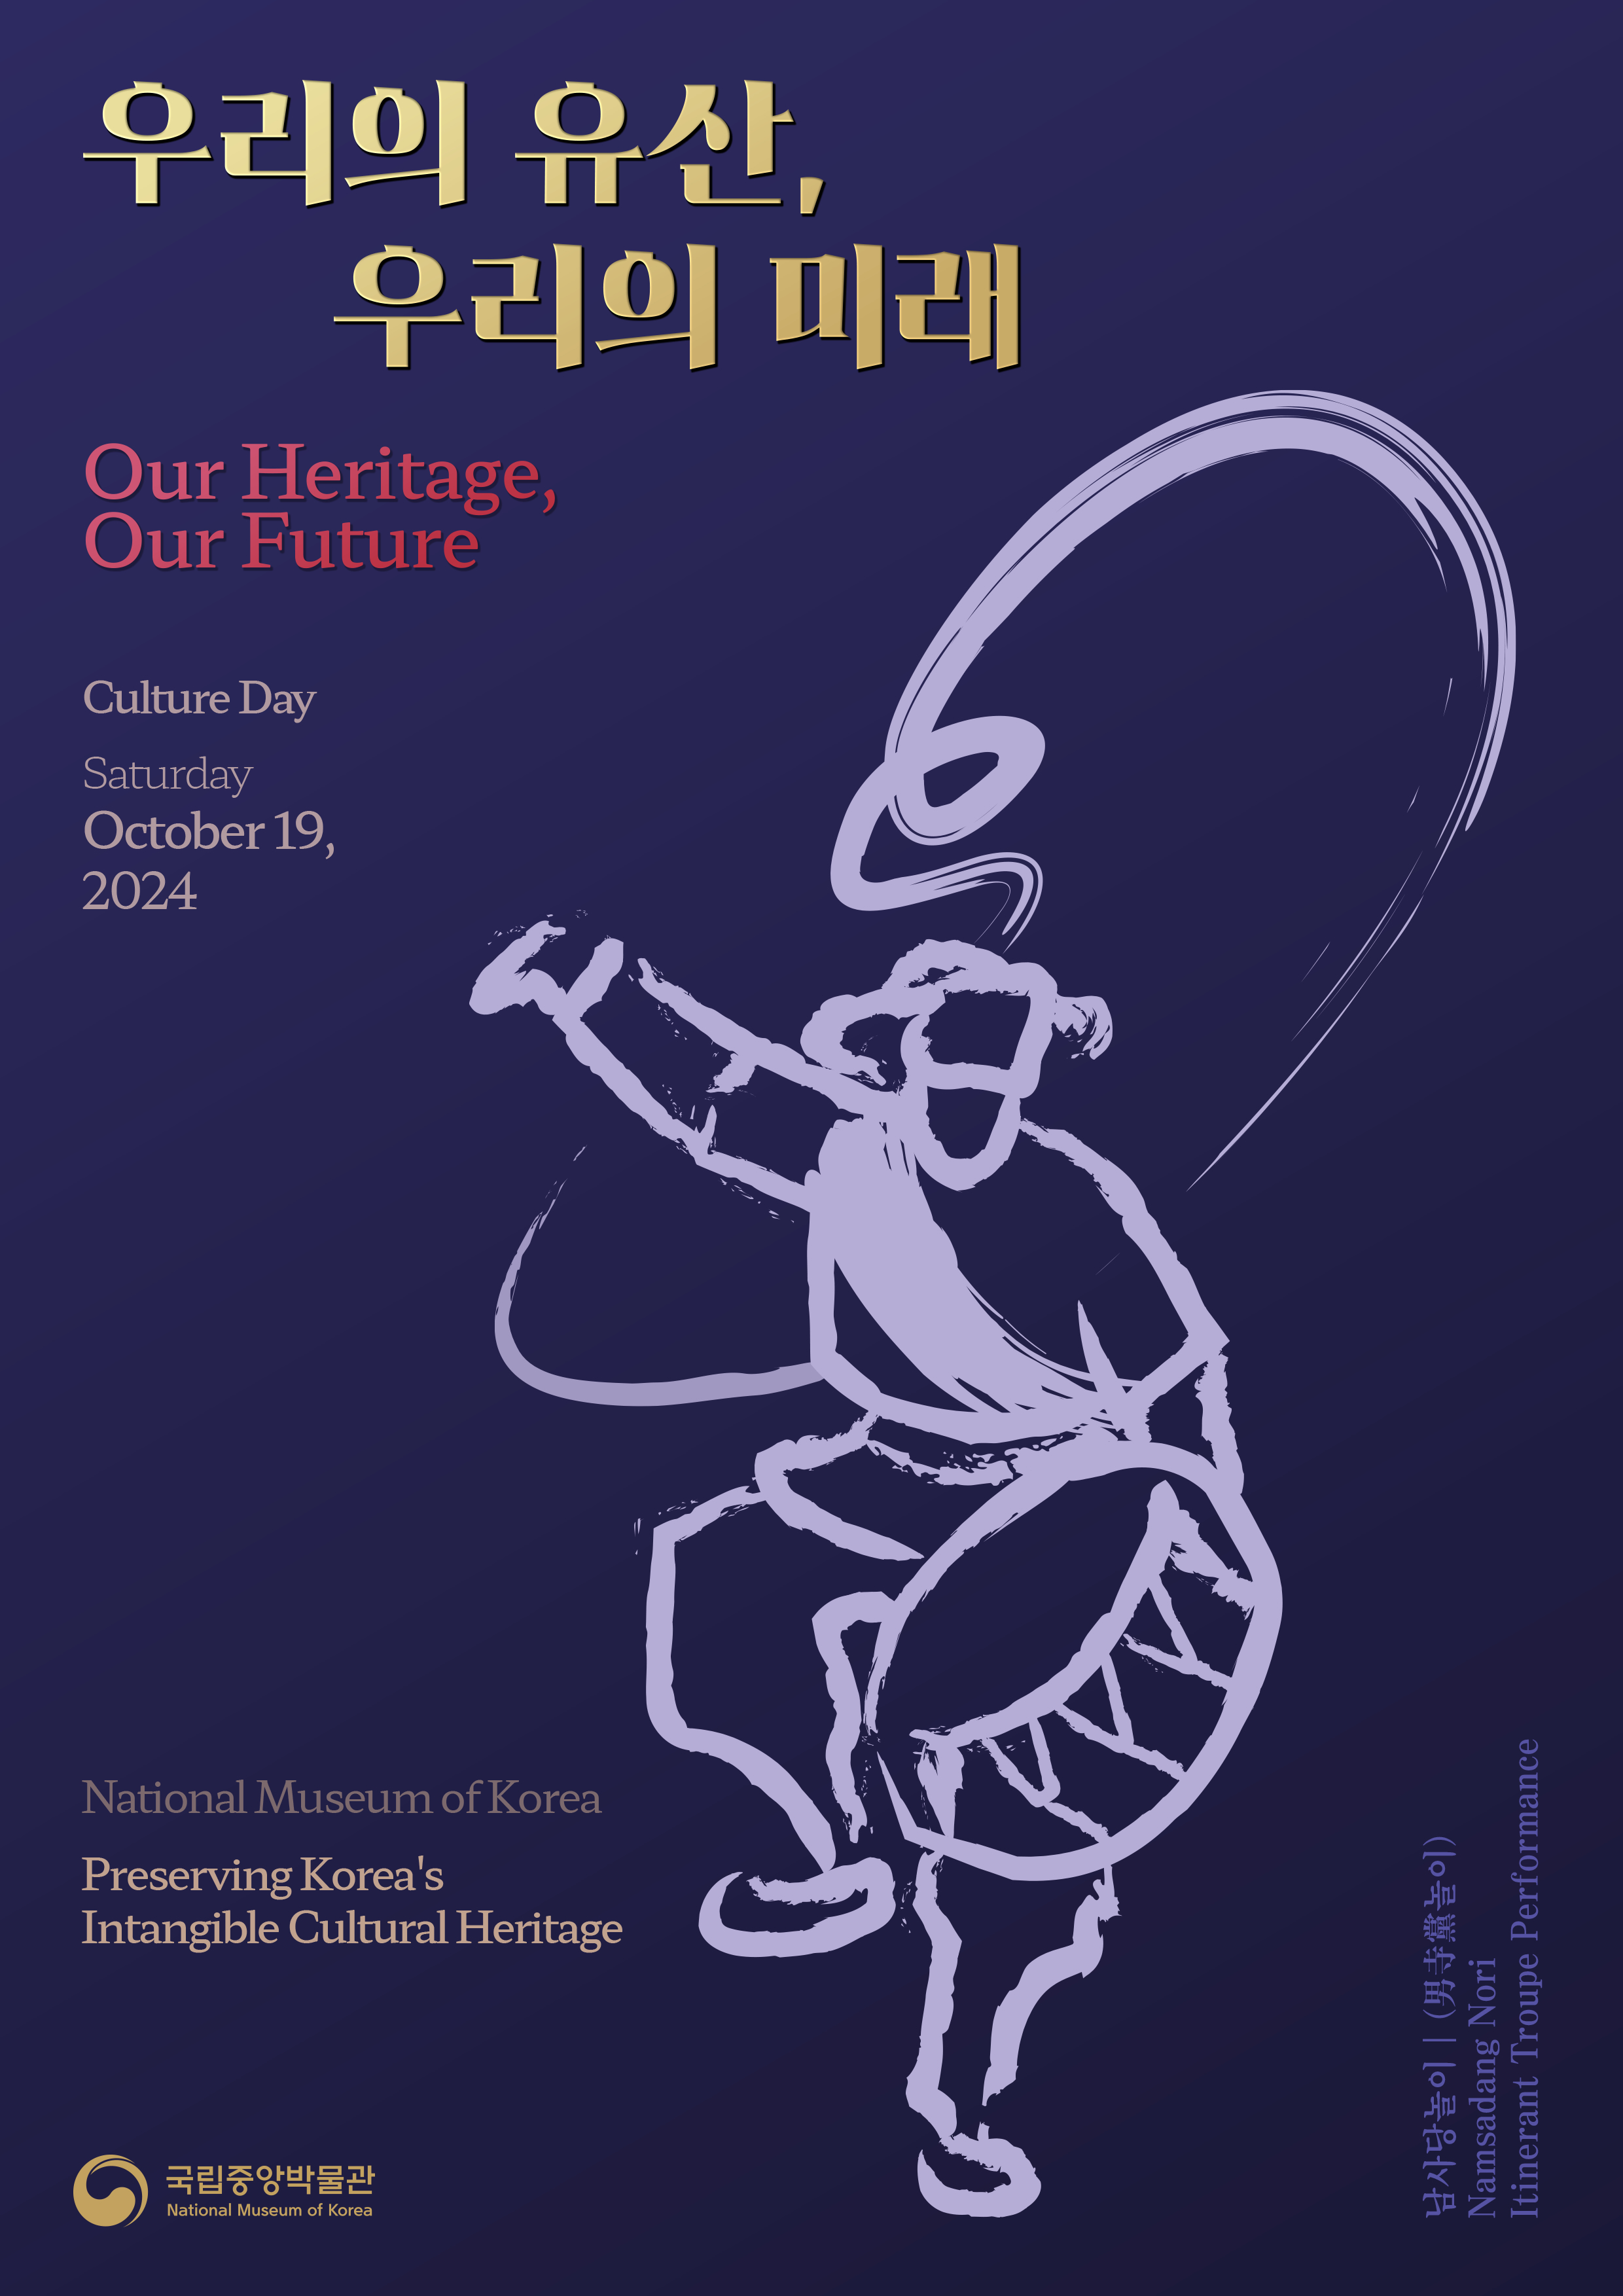 우리의 유산,
우리의 미래
Our Heritage,
Our Future
Culture Day
Saturday
October 19,
2024
National Museum of Korea
Preserving Korea's
Intangible Cultural Heritage
국립중앙박물관
National Museum of Korea
남사당놀이 | (男寺黨놀이)
Namsadang Nori
Itinerant Troupe Performance